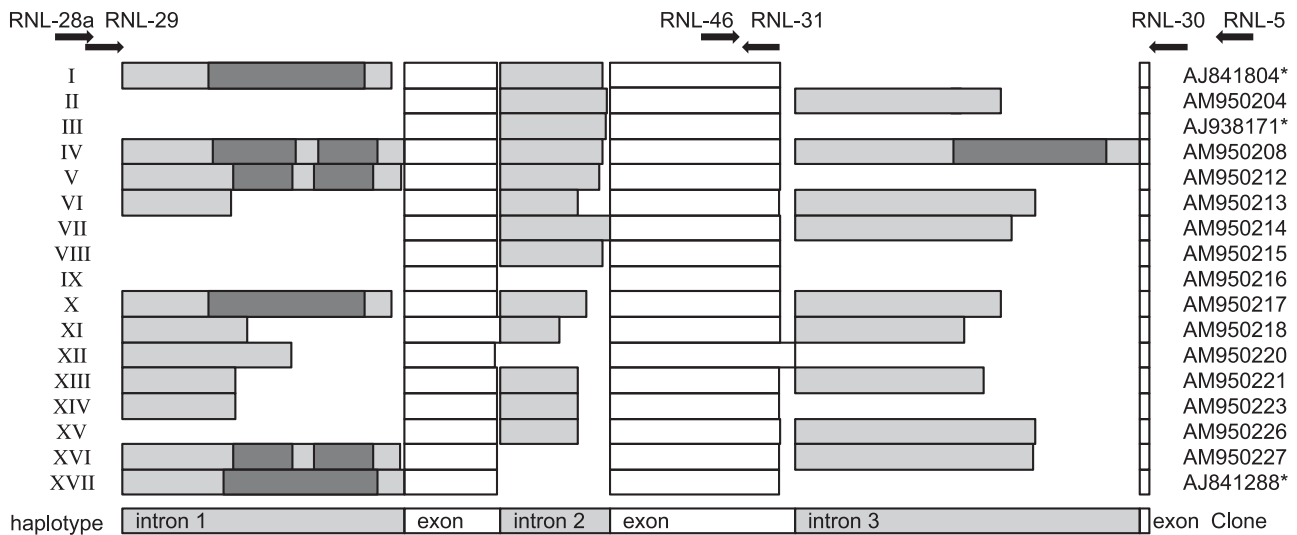 RNL-28a RNL-29 RNL-46 RNL-31 RNL-30 RNL-5
I AJ841804*
II AM950204
III AJ938171*
IV AM950208
V AM950212
VI AM950213
VII AM950214
VIII AM950215
IX AM950216
X AM950217
XI AM950218
XII AM950220
XIII AM950221
XIV AM950223
XV AM950226
XVI AM950227
XVII AJ841288*
haplotype intron 1 exon intron 2 exon intron 3 exon Clone